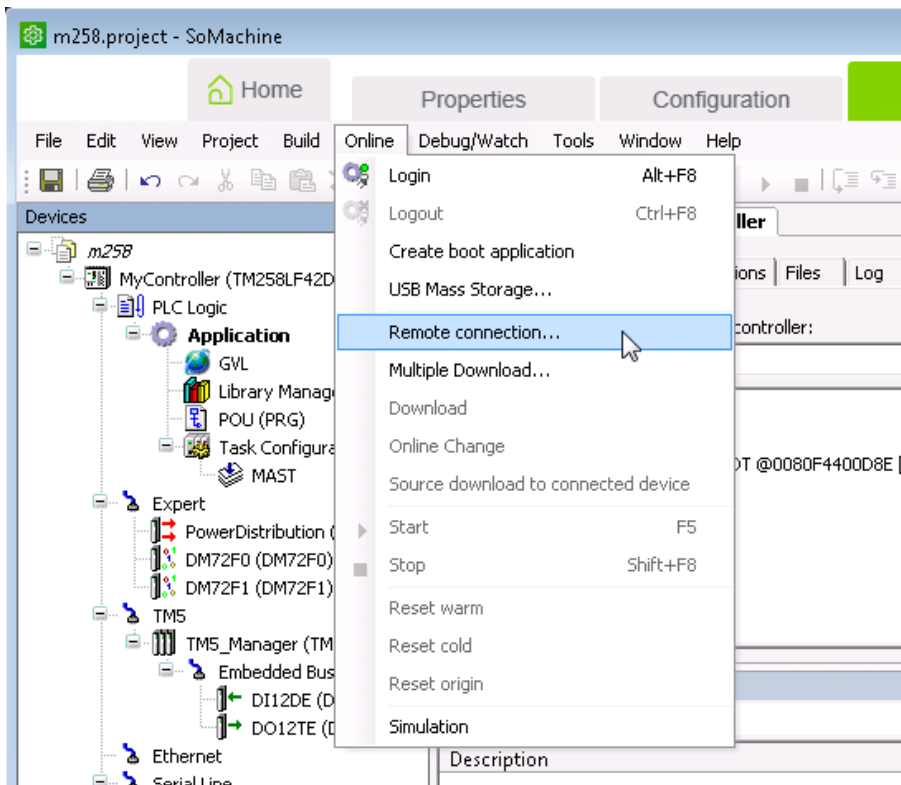 m258.project - SoMachine
Home
Properties
Configuration
File Edit View Project Build Online Debug/Watch Tools Window Help
Devices
m258
MyController (TM258LF42D
PLC Logic
Application
GVL
Library Manag
POU (PRG)
Task Configura
MAST
Expert
PowerDistribution (
DM72F0 (DM72F0)
DM72F1 (DM72F1)
TM5
TM5_Manager (TM
Embedded Bus
DI12DE (D
DO12TE (D
Ethernet
Serial Line
Login Alt+F8
Logout Ctrl+F8
Create boot application
USB Mass Storage...
Remote connection...
Multiple Download...
Download
Online Change
Source download to connected device
Start F5
Stop Shift+F8
Reset warm
Reset cold
Reset origin
Simulation
ller
ions Files Log
controller:
DT @0080F4400D8E [
Description